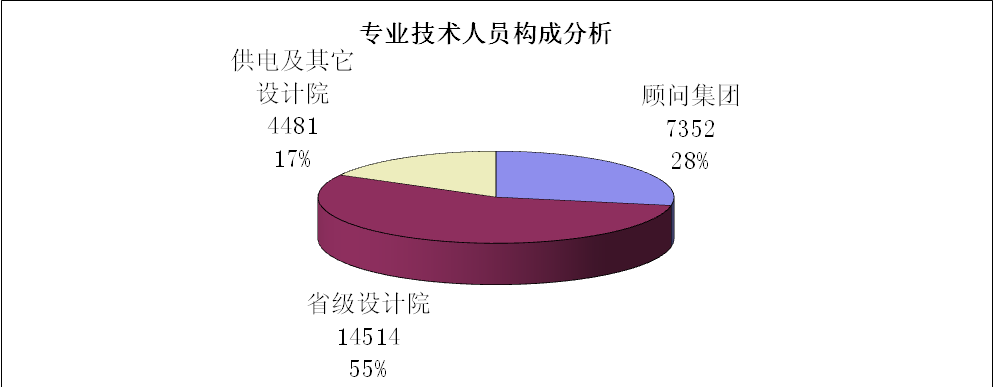 专业技术人员构成分析
供电及其它
设计院
4481
17%
顾问集团
7352
28%
省级设计院
14514
55%